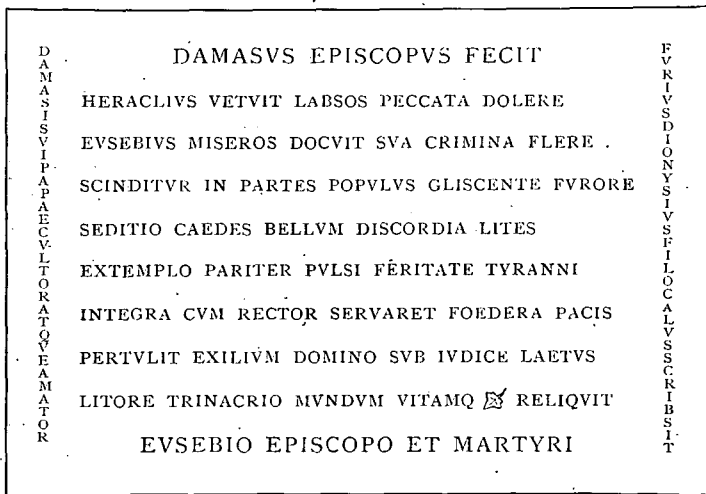 DAMASISVIPAPAECVLTORATQVEAMATOR
DAMASVS EPISCOPVS FECIT
HERACLIVS VETVIT LABSOS PECCATA DOLERE
EVSEBIVS MISEROS DOCVIT SVA CRIMINA FLERE .
SCINDITVR IN PARTES POPVLVS GLISCENTE FVRORE
SEDITIO CAEDES BELLVM DISCORDIA LITES
EXTEMPLO PARITER PVLSI FERITATE TYRANNI
INTEGRA CVM RECTOR SERVARET FOEDERA PACIS
PERTVLIT EXILIVM DOMINO SVB IVDICE LAETVS
LITORE TRINACRIO MVNDVM VITAMQ RELIQVIT
EVSEBIO EPISCOPO ET MARTYRI
FVRIVSDIONYSIVSFILOCALVSSCRIBSIT